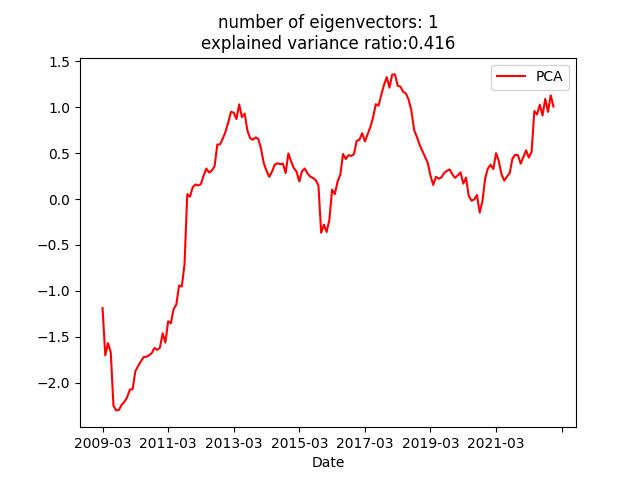 number of eigenvectors: 1
explained variance ratio:0.416
PCA
1.5
1.0
0.5
0.0
−0.5
−1.0
−1.5
−2.0
2009-03 2011-03 2013-03 2015-03 2017-03 2019-03 2021-03
Date